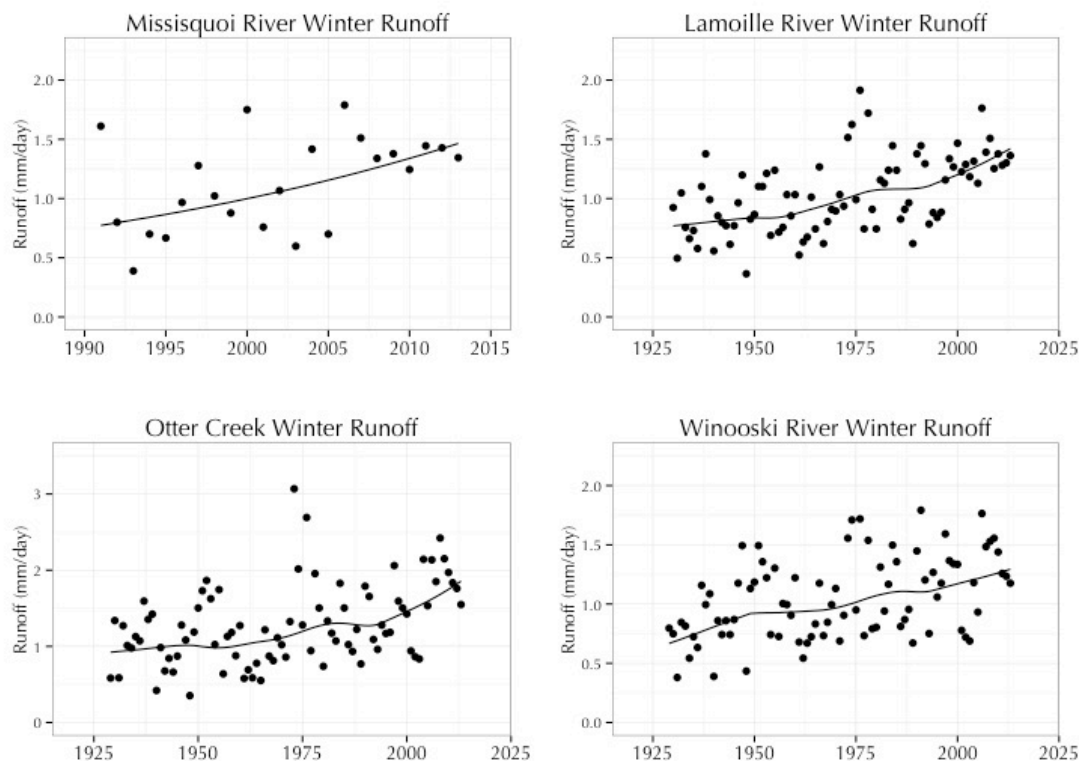 Missisquoi River Winter Runoff
Runoff (mm/day)
2.0
1.5
1.0
0.5
0.0
1990 1995 2000 2005 2010 2015
Lamoille River Winter Runoff
Runoff (mm/day)
2.0
1.5
1.0
0.5
0.0
1925 1950 1975 2000 2025
Otter Creek Winter Runoff
Runoff (mm/day)
3
2
1
0
1925 1950 1975 2000 2025
Winooski River Winter Runoff
Runoff (mm/day)
2.0
1.5
1.0
0.5
0.0
1925 1950 1975 2000 2025